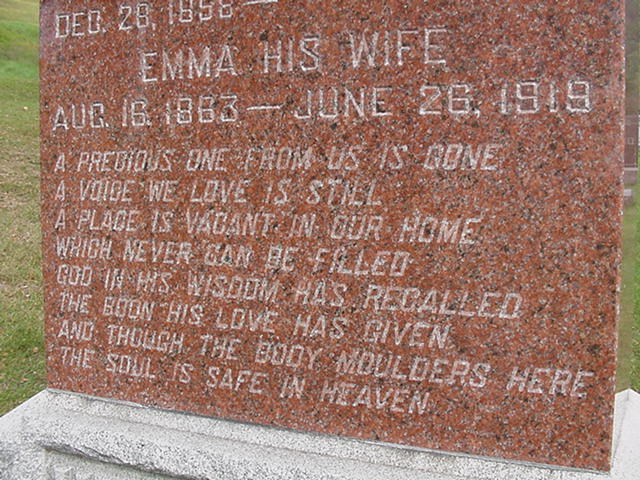 DEC. 28, 1858 —
EMMA HIS WIFE
AUG. 16, 1863 — JUNE 26, 1919
A PRECIOUS ONE FROM US IS GONE
A VOICE WE LOVE IS STILL
A PLACE IS VACANT IN OUR HOME
WHICH NEVER CAN BE FILLED
GOD IN HIS WISDOM HAS RECALLED
THE BOON HIS LOVE HAS GIVEN
AND THOUGH THE BODY MOULDERS HERE
THE SOUL IS SAFE IN HEAVEN